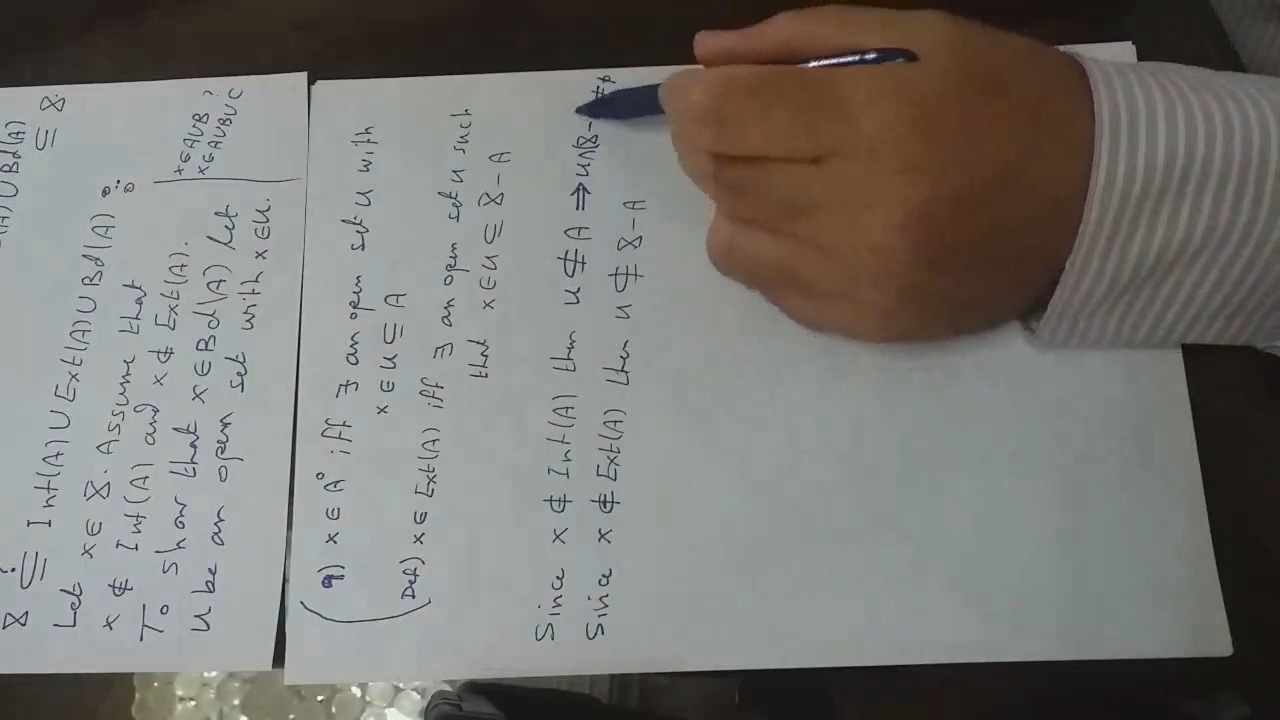 (A) ∪ Bd(A)
⊆ X.
X ⊆? Int(A) ∪ Ext(A) ∪ Bd(A):
Let x ∈ X. Assume that
x ∉ Int(A) and x ∉ Ext(A).
To show that x ∈ Bd(A) let
U be an open set with x ∈ U.
x ∈ A∪B ?
x ∈ A∪B∪C
9) x ∈ A° iff ∃ an open set U with
x ∈ U ⊆ A
Def) x ∈ Ext(A) iff ∃ an open set U such
that x ∈ U ⊆ X - A
Since x ∉ Int(A) then U ⊄ A ⇒ U∩(X- ≠ ∅
Since x ∉ Ext(A) then U ⊄ X - A